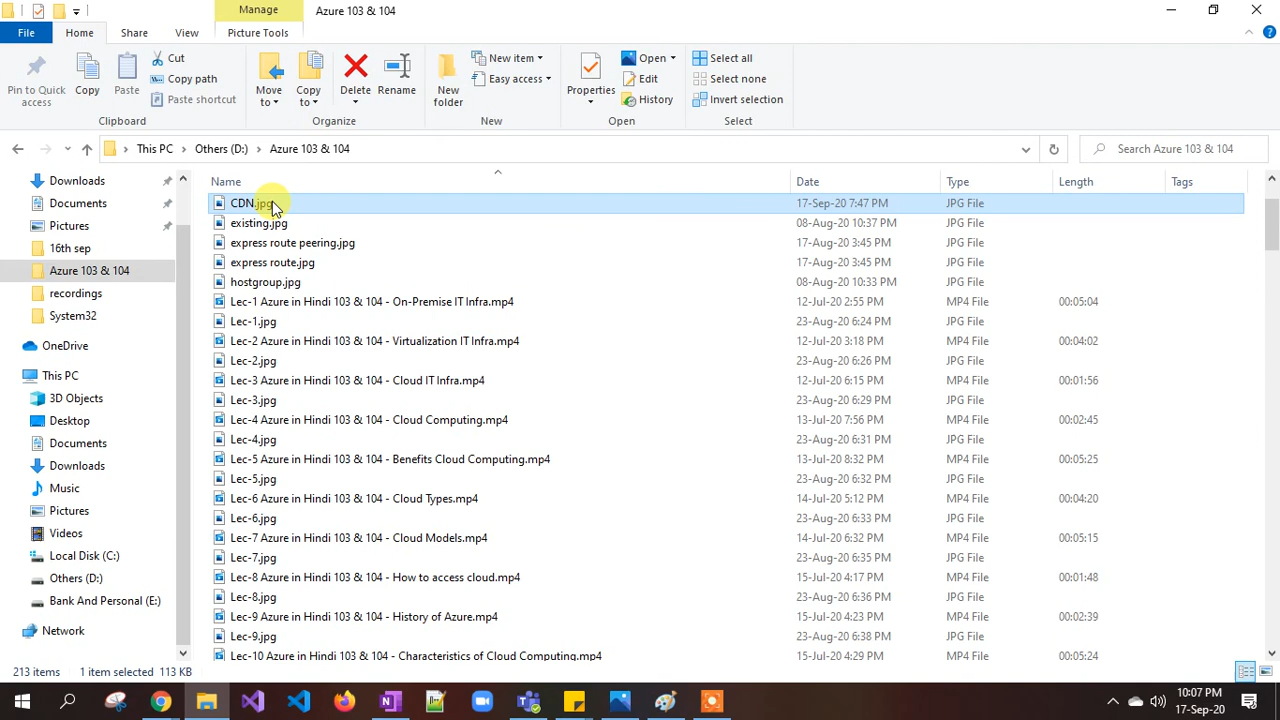 Manage
Azure 103 & 104
File
Home
Share
View
Picture Tools
Pin to Quick access
Copy
Paste
Cut
Copy path
Paste shortcut
Clipboard
Move to
Copy to
Delete
Rename
Organize
New folder
New item
Easy access
New
Properties
Open
Edit
History
Open
Select all
Select none
Invert selection
Select
This PC
Others (D:)
Azure 103 & 104
Search Azure 103 & 104
Downloads
Documents
Pictures
16th sep
Azure 103 & 104
recordings
System32
OneDrive
This PC
3D Objects
Desktop
Documents
Downloads
Music
Pictures
Videos
Local Disk (C:)
Others (D:)
Bank And Personal (E:)
Network
Name Date Type Length Tags
CDN.jpg 17-Sep-20 7:47 PM JPG File
existing.jpg 08-Aug-20 10:37 PM JPG File
express route peering.jpg 17-Aug-20 3:45 PM JPG File
express route.jpg 17-Aug-20 3:45 PM JPG File
hostgroup.jpg 08-Aug-20 10:33 PM JPG File
Lec-1 Azure in Hindi 103 & 104 - On-Premise IT Infra.mp4 12-Jul-20 2:55 PM MP4 File 00:05:04
Lec-1.jpg 23-Aug-20 6:24 PM JPG File
Lec-2 Azure in Hindi 103 & 104 - Virtualization IT Infra.mp4 12-Jul-20 3:18 PM MP4 File 00:04:02
Lec-2.jpg 23-Aug-20 6:26 PM JPG File
Lec-3 Azure in Hindi 103 & 104 - Cloud IT Infra.mp4 12-Jul-20 6:15 PM MP4 File 00:01:56
Lec-3.jpg 23-Aug-20 6:29 PM JPG File
Lec-4 Azure in Hindi 103 & 104 - Cloud Computing.mp4 13-Jul-20 7:56 PM MP4 File 00:02:45
Lec-4.jpg 23-Aug-20 6:31 PM JPG File
Lec-5 Azure in Hindi 103 & 104 - Benefits Cloud Computing.mp4 13-Jul-20 8:32 PM MP4 File 00:05:25
Lec-5.jpg 23-Aug-20 6:32 PM JPG File
Lec-6 Azure in Hindi 103 & 104 - Cloud Types.mp4 14-Jul-20 5:12 PM MP4 File 00:04:20
Lec-6.jpg 23-Aug-20 6:33 PM JPG File
Lec-7 Azure in Hindi 103 & 104 - Cloud Models.mp4 14-Jul-20 6:32 PM MP4 File 00:05:15
Lec-7.jpg 23-Aug-20 6:35 PM JPG File
Lec-8 Azure in Hindi 103 & 104 - How to access cloud.mp4 15-Jul-20 4:17 PM MP4 File 00:01:48
Lec-8.jpg 23-Aug-20 6:36 PM JPG File
Lec-9 Azure in Hindi 103 & 104 - History of Azure.mp4 15-Jul-20 4:23 PM MP4 File 00:02:39
Lec-9.jpg 23-Aug-20 6:38 PM JPG File
Lec-10 Azure in Hindi 103 & 104 - Characteristics of Cloud Computing.mp4 15-Jul-20 4:29 PM MP4 File 00:05:24
213 items 1 item selected 113 KB
10:07 PM
17-Sep-20